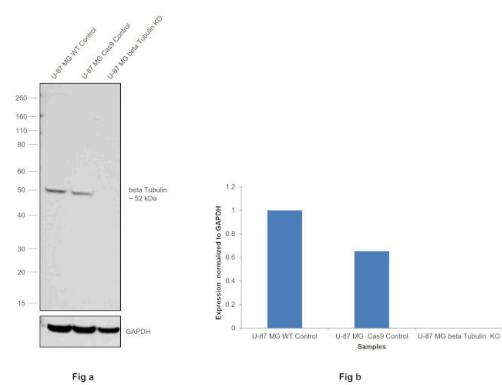 U-87 MG WT Control
U-87 MG Cas9 Control
U-87 MG beta Tubulin KO
260
160
110
80
60
50
40
30
20
15
beta Tubulin
~ 52 kDa
GAPDH
Fig a
Expression normalized to GAPDH
1.2
1
0.8
0.6
0.4
0.2
0
U-87 MG WT Control
U-87 MG Cas9 Control
U-87 MG beta Tubulin KO
Samples
Fig b